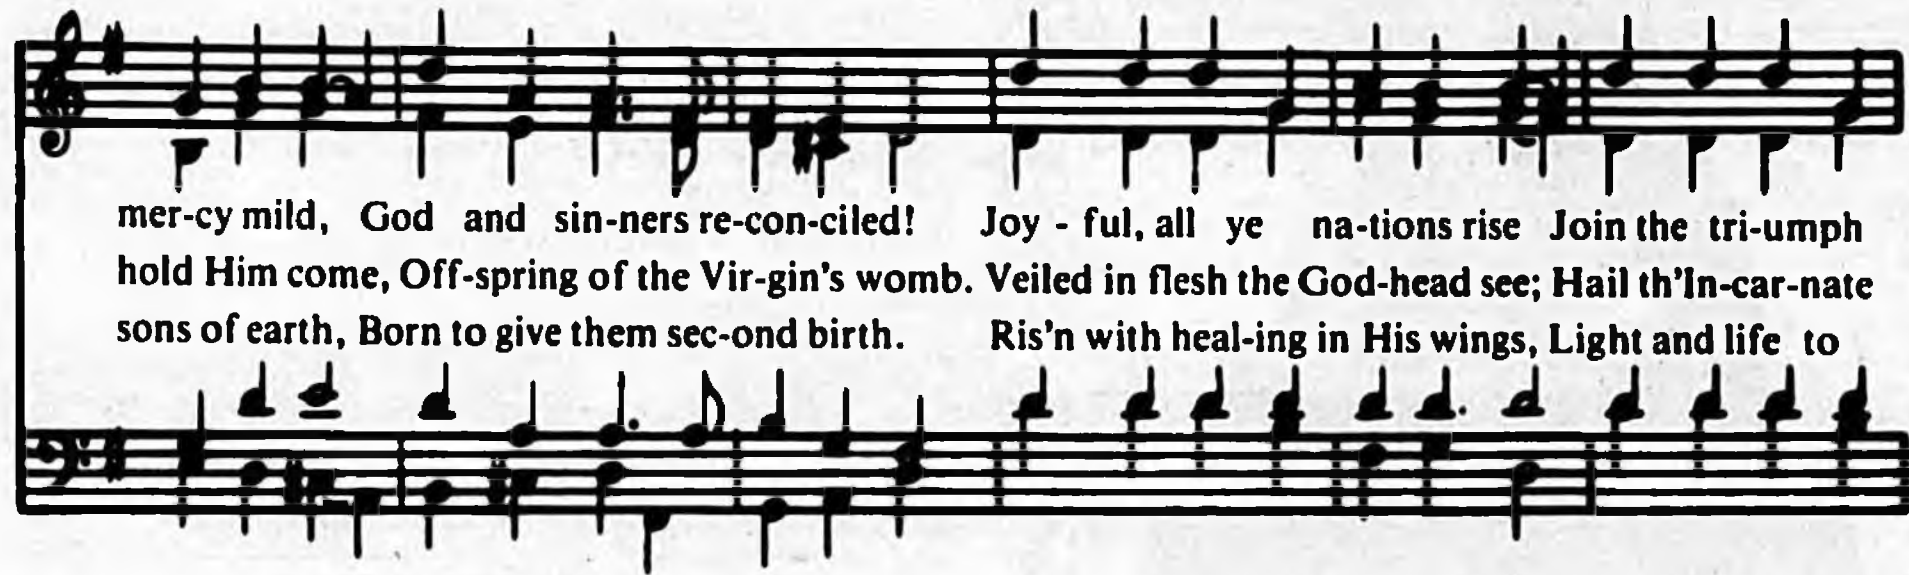 mer-cy mild, God and sin-ners re-con-ciled! Joy - ful, all ye na-tions rise Join the tri-umph
hold Him come, Off-spring of the Vir-gin's womb. Veiled in flesh the God-head see; Hail th'In-car-nate
sons of earth, Born to give them sec-ond birth. Ris'n with heal-ing in His wings, Light and life to